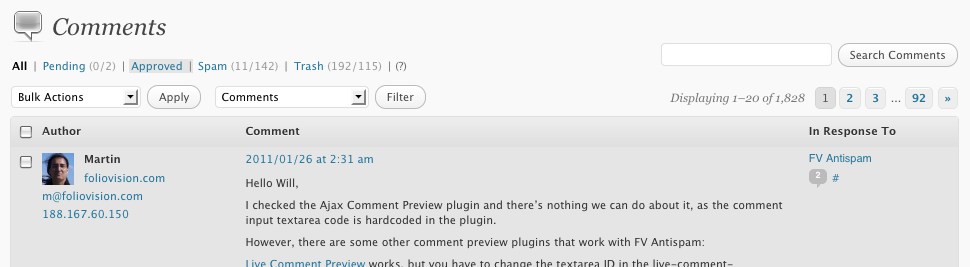 Comments
Search Comments
All | Pending (0/2) | Approved | Spam (11/142) | Trash (192/115) | (?)
Bulk Actions Apply Comments Filter Displaying 1–20 of 1,828 1 2 3 ... 92 »
Author Comment In Response To
Martin 2011/01/26 at 2:31 am FV Antispam
foliovision.com 2 #
Hello Will,
m@foliovision.com
I checked the Ajax Comment Preview plugin and there's nothing we can do about it, as the comment
188.167.60.150
input textarea code is hardcoded in the plugin.
However, there are some other comment preview plugins that work with FV Antispam:
Live Comment Preview works, but you have to change the textarea ID in the live-comment-